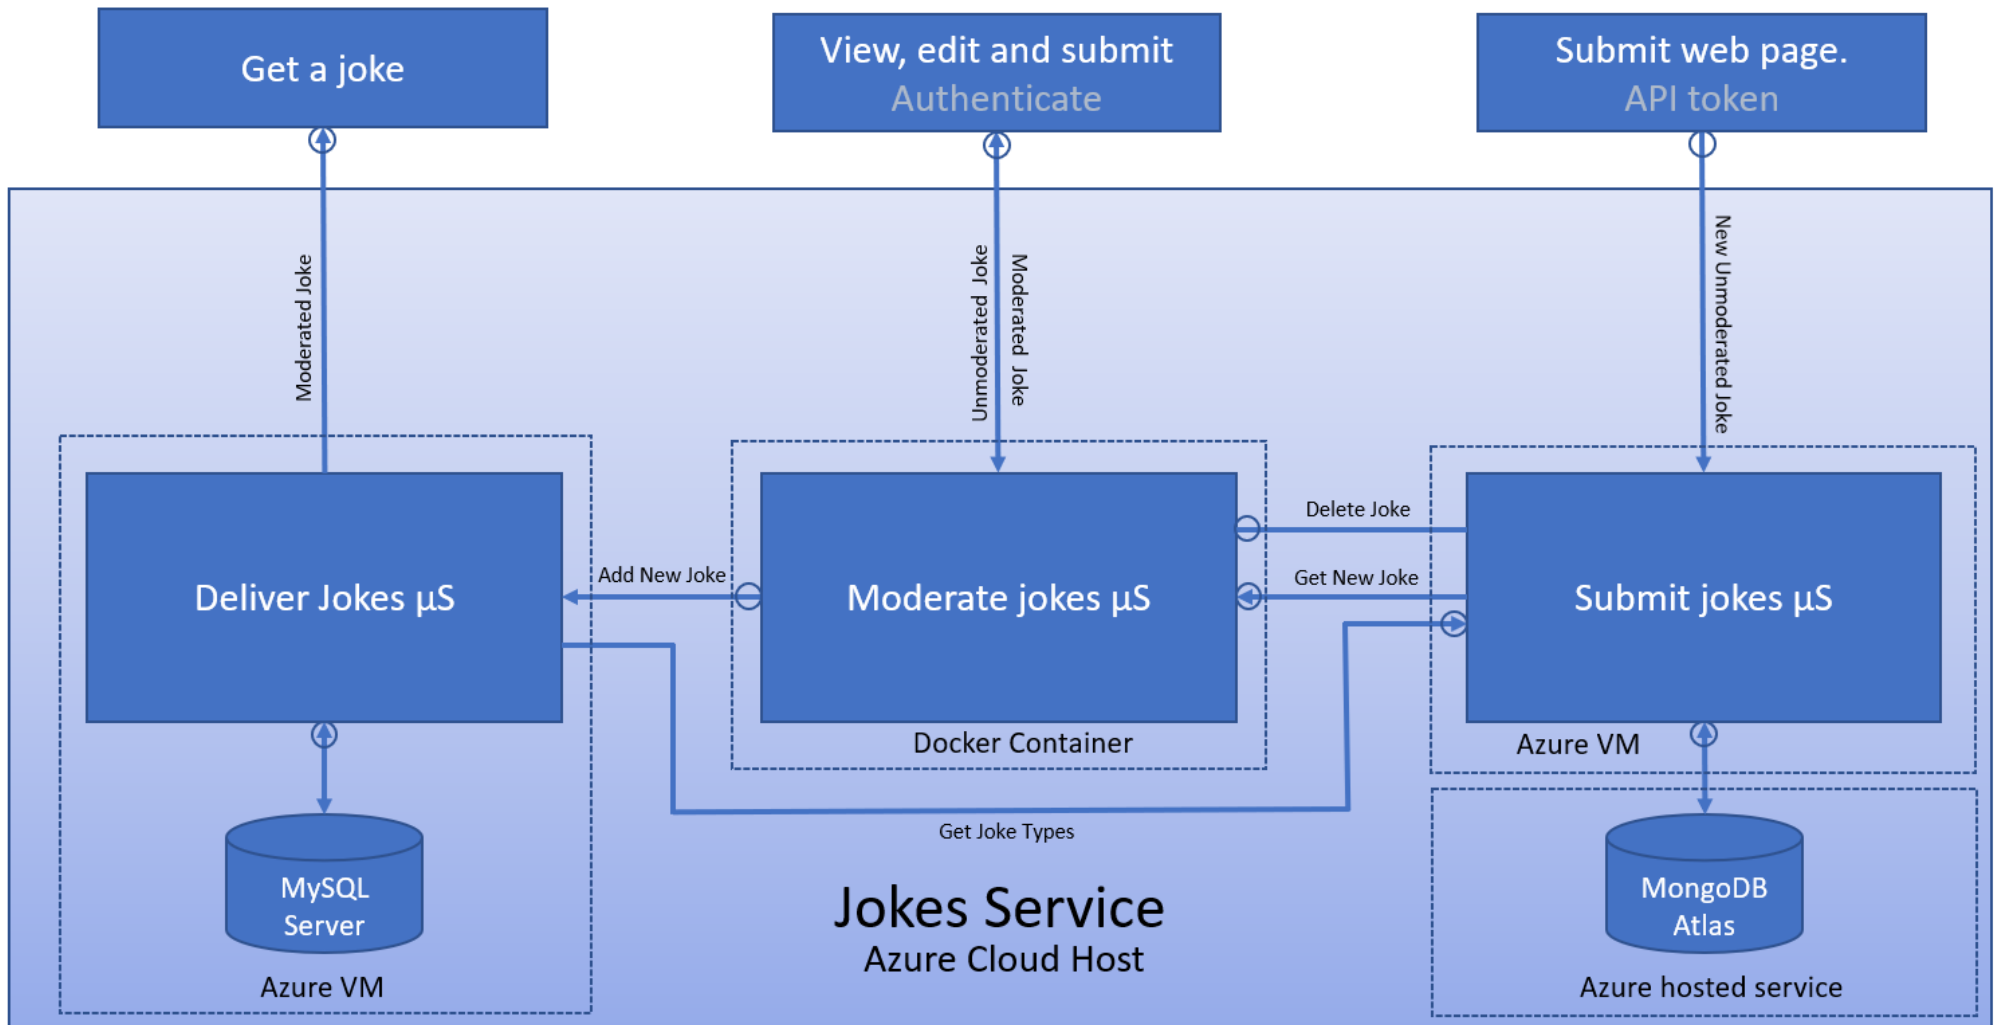 Get a joke
View, edit and submit
Authenticate
Submit web page.
API token
Moderated Joke
Unmoderated Joke
Moderated Joke
New Unmoderated Joke
Deliver Jokes µS
Add New Joke
Moderate jokes µS
Delete Joke
Get New Joke
Submit jokes µS
Docker Container
Azure VM
Get Joke Types
MySQL
Server
Azure VM
Jokes Service
Azure Cloud Host
MongoDB
Atlas
Azure hosted service